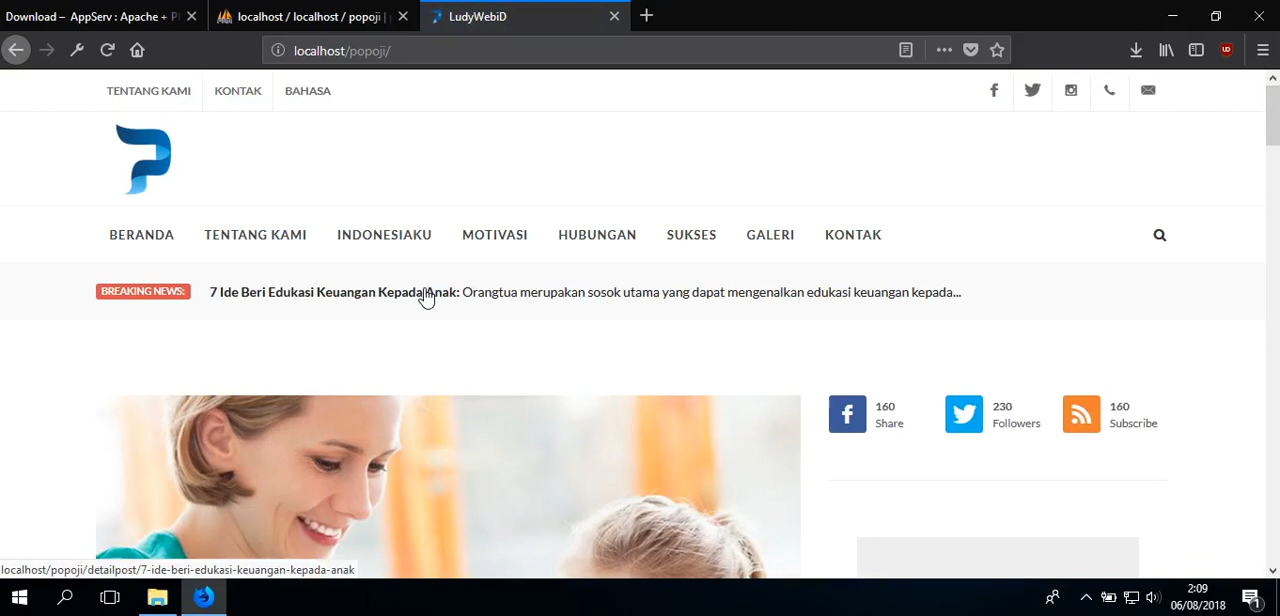 Download – AppServ : Apache + P
localhost / localhost / popoji |
LudyWebiD
localhost/popoji/
UD
TENTANG KAMI
KONTAK
BAHASA
BERANDA
TENTANG KAMI
INDONESIAKU
MOTIVASI
HUBUNGAN
SUKSES
GALERI
KONTAK
BREAKING NEWS:
7 Ide Beri Edukasi Keuangan Kepada Anak: Orangtua merupakan sosok utama yang dapat mengenalkan edukasi keuangan kepada...
160
Share
230
Followers
160
Subscribe
localhost/popoji/detailpost/7-ide-beri-edukasi-keuangan-kepada-anak
2:09
06/08/2018
1